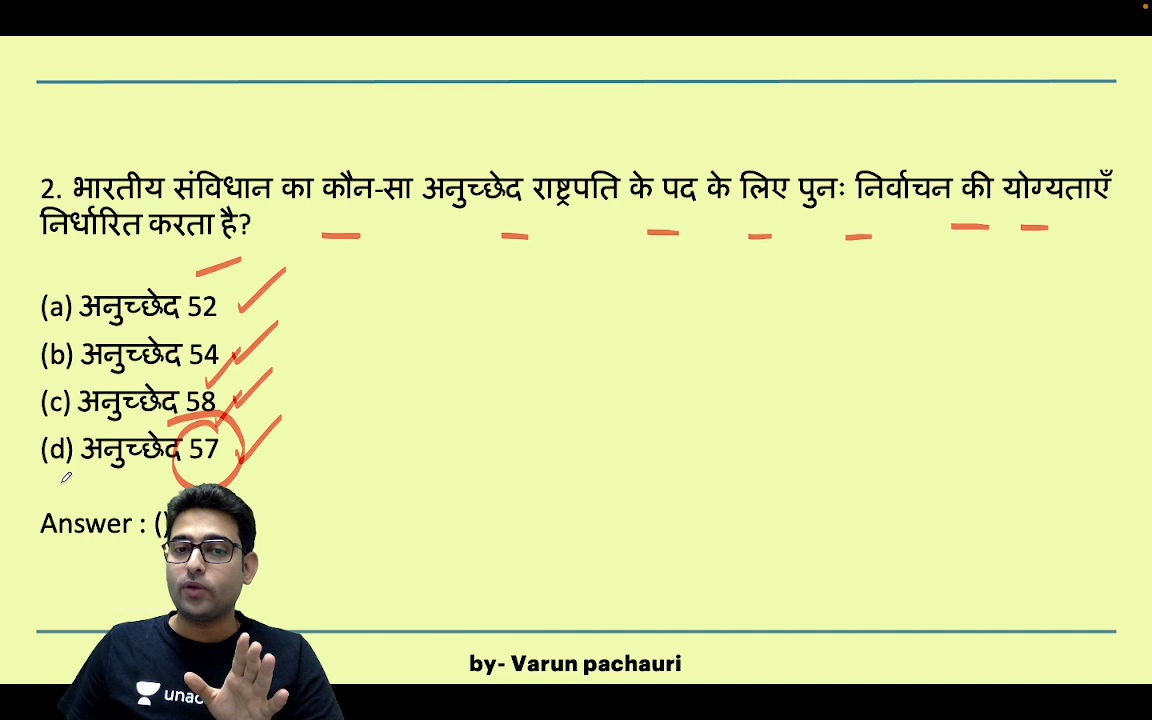 2. भारतीय संविधान का कौन-सा अनुच्छेद राष्ट्रपति के पद के लिए पुनः निर्वाचन की योग्यताएँ
निर्धारित करता है?
(a) अनुच्छेद 52
(b) अनुच्छेद 54
(c) अनुच्छेद 58
(d) अनुच्छेद 57
Answer : ()
by- Varun pachauri